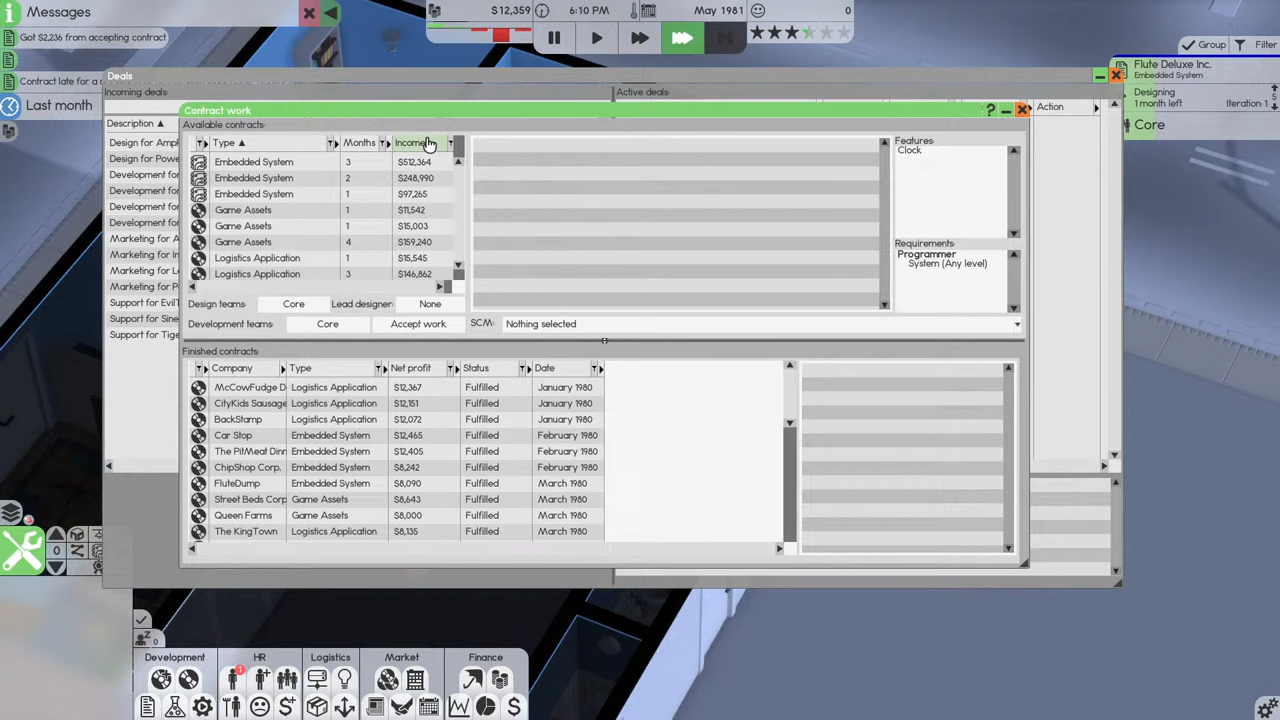 Messages
Got $2,236 from accepting contract
Contract late for a
Last month
$12,359
6:10 PM
May 1981
0
Group
Filter
Flute Deluxe Inc.
Embedded System
Designing
1 month left
Iteration 1
5
Core
Deals
Incoming deals:
Active deals:
Description ▲
Action
Design for Ampl
Design for Powe
Development for
Development for
Development for
Development for
Marketing for A
Marketing for In
Marketing for Le
Marketing for P
Support for EvilT
Support for Sine
Support for Tige
Contract work
?
Available contracts:
Type ▲
Months
Income
Embedded System 3 $512,364
Embedded System 2 $248,990
Embedded System 1 $97,265
Game Assets 1 $11,542
Game Assets 1 $15,003
Game Assets 4 $159,240
Logistics Application 1 $15,545
Logistics Application 3 $146,862
Features:
Clock
Requirements:
Programmer
System (Any level)
Design teams: Core Lead designer: None
Development teams: Core Accept work SCM: Nothing selected
Finished contracts:
Company Type Net profit Status Date
McCowFudge D Logistics Application $12,367 Fulfilled January 1980
CityKids Sausage Logistics Application $12,151 Fulfilled January 1980
BackStamp Logistics Application $12,072 Fulfilled January 1980
Car Stop Embedded System $12,465 Fulfilled February 1980
The PitMeat Dinn Embedded System $12,405 Fulfilled February 1980
ChipShop Corp. Embedded System $8,242 Fulfilled February 1980
FluteDump Embedded System $8,090 Fulfilled March 1980
Street Beds Corp Game Assets $8,643 Fulfilled March 1980
Queen Farms Game Assets $8,000 Fulfilled March 1980
The KingTown Logistics Application $8,135 Fulfilled March 1980
0
0
Development
HR
Logistics
Market
Finance
1